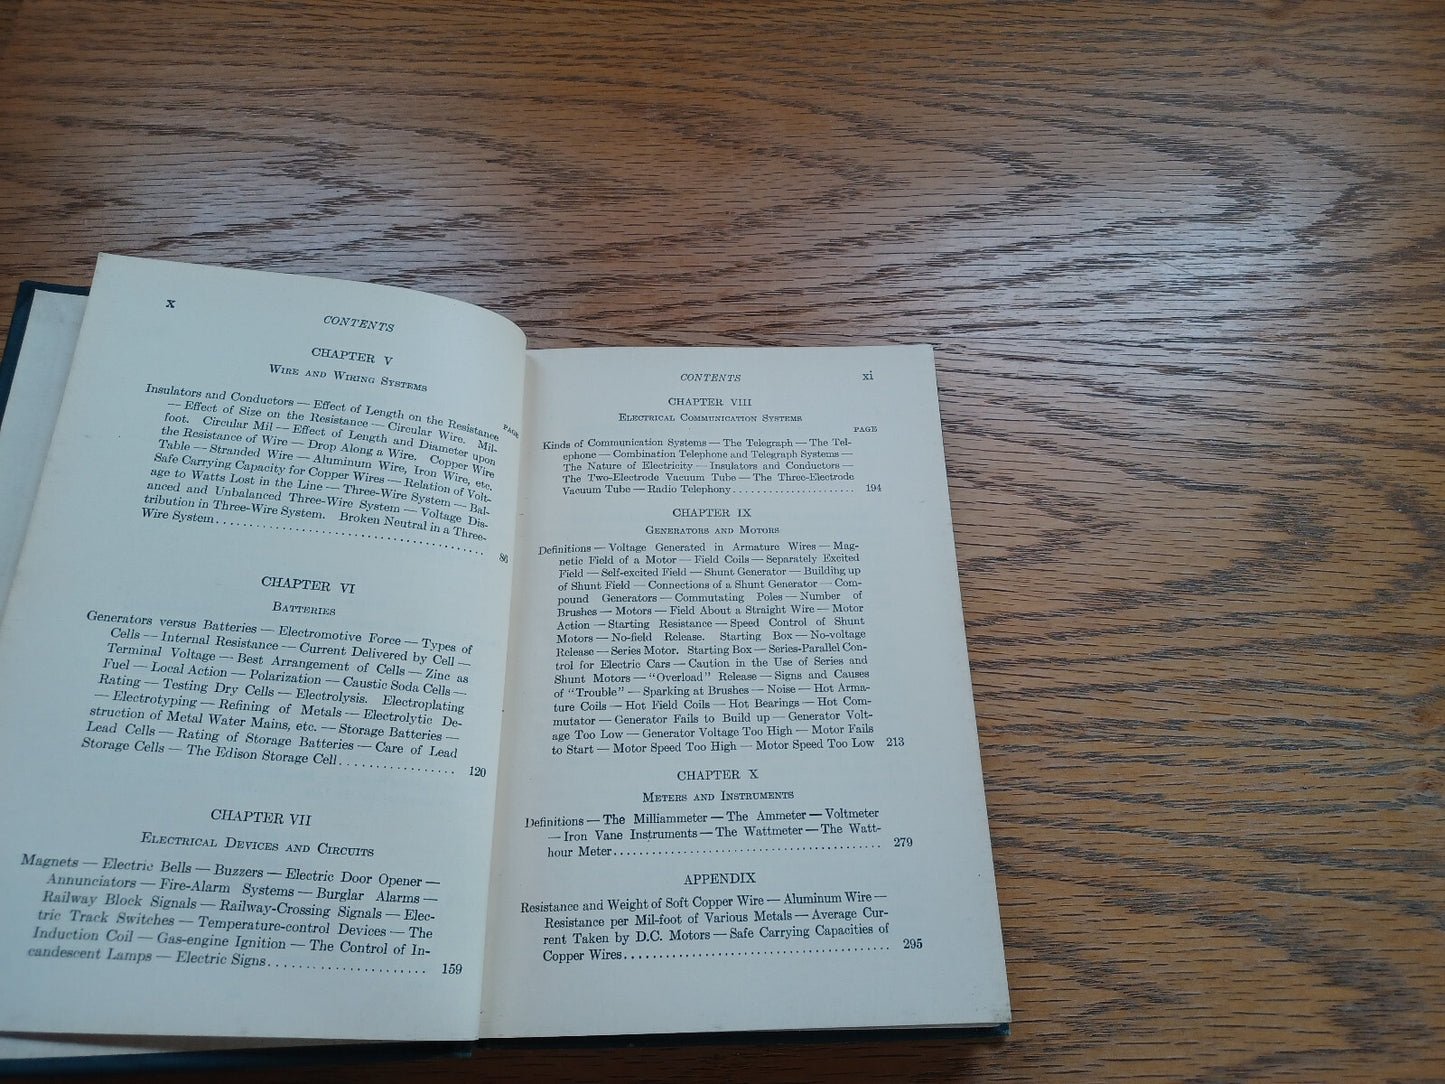 x
CONTENTS
CHAPTER V
WIRE AND WIRING SYSTEMS
PAGE
Insulators and Conductors — Effect of Length on the Resistance
— Effect of Size on the Resistance — Circular Wire. Mil-
foot. Circular Mil — Effect of Length and Diameter upon
the Resistance of Wire — Drop Along a Wire. Copper Wire
Table — Stranded Wire — Aluminum Wire, Iron Wire, etc.
Safe Carrying Capacity for Copper Wires — Relation of Volt-
age to Watts Lost in the Line — Three-Wire System — Bal-
anced and Unbalanced Three-Wire System — Voltage Dis-
tribution in Three-Wire System. Broken Neutral in a Three-
Wire System........................................ 86
CHAPTER VI
BATTERIES
Generators versus Batteries — Electromotive Force — Types of
Cells — Internal Resistance — Current Delivered by Cell —
Terminal Voltage — Best Arrangement of Cells — Zinc as
Fuel — Local Action — Polarization — Caustic Soda Cells —
Rating — Testing Dry Cells — Electrolysis. Electroplating
— Electrotyping — Refining of Metals — Electrolytic De-
struction of Metal Water Mains, etc. — Storage Batteries —
Lead Cells — Rating of Storage Batteries — Care of Lead
Storage Cells — The Edison Storage Cell................. 120
CHAPTER VII
ELECTRICAL DEVICES AND CIRCUITS
Magnets — Electric Bells — Buzzers — Electric Door Opener —
Annunciators — Fire-Alarm Systems — Burglar Alarms —
Railway Block Signals — Railway-Crossing Signals — Elec-
tric Track Switches — Temperature-control Devices — The
Induction Coil — Gas-engine Ignition — The Control of In-
candescent Lamps — Electric Signs........................ 159
CONTENTS xi
CHAPTER VIII
ELECTRICAL COMMUNICATION SYSTEMS
PAGE
Kinds of Communication Systems — The Telegraph — The Tel-
ephone — Combination Telephone and Telegraph Systems —
The Nature of Electricity — Insulators and Conductors —
The Two-Electrode Vacuum Tube — The Three-Electrode
Vacuum Tube — Radio Telephony..................... 194
CHAPTER IX
GENERATORS AND MOTORS
Definitions — Voltage Generated in Armature Wires — Mag-
netic Field of a Motor — Field Coils — Separately Excited
Field — Self-excited Field — Shunt Generator — Building up
of Shunt Field — Connections of a Shunt Generator — Com-
pound Generators — Commutating Poles — Number of
Brushes — Motors — Field About a Straight Wire — Motor
Action — Starting Resistance — Speed Control of Shunt
Motors — No-field Release. Starting Box — No-voltage
Release — Series Motor. Starting Box — Series-Parallel Con-
trol for Electric Cars — Caution in the Use of Series and
Shunt Motors — "Overload" Release — Signs and Causes
of "Trouble" — Sparking at Brushes — Noise — Hot Arma-
ture Coils — Hot Field Coils — Hot Bearings — Hot Com-
mutator — Generator Fails to Build up — Generator Volt-
age Too Low — Generator Voltage Too High — Motor Fails
to Start — Motor Speed Too High — Motor Speed Too Low 213
CHAPTER X
METERS AND INSTRUMENTS
Definitions — The Milliammeter — The Ammeter — Voltmeter
— Iron Vane Instruments — The Wattmeter — The Watt-
hour Meter........................................ 279
APPENDIX
Resistance and Weight of Soft Copper Wire — Aluminum Wire —
Resistance per Mil-foot of Various Metals — Average Cur-
rent Taken by D.C. Motors — Safe Carrying Capacities of
Copper Wires...................................... 295